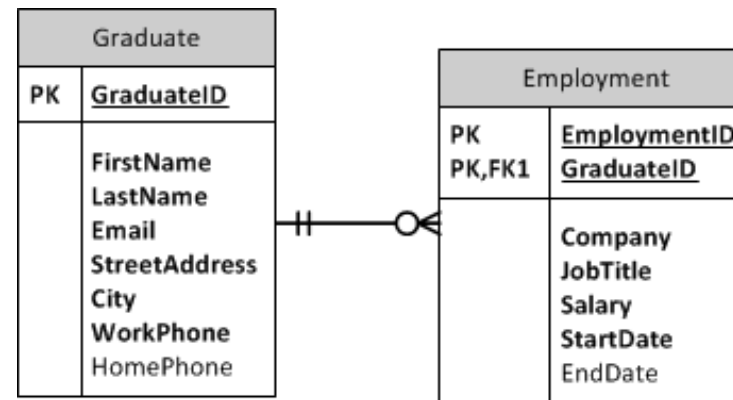 Graduate
PK GraduateID
FirstName
LastName
Email
StreetAddress
City
WorkPhone
HomePhone
Employment
PK EmploymentID
PK,FK1 GraduateID
Company
JobTitle
Salary
StartDate
EndDate